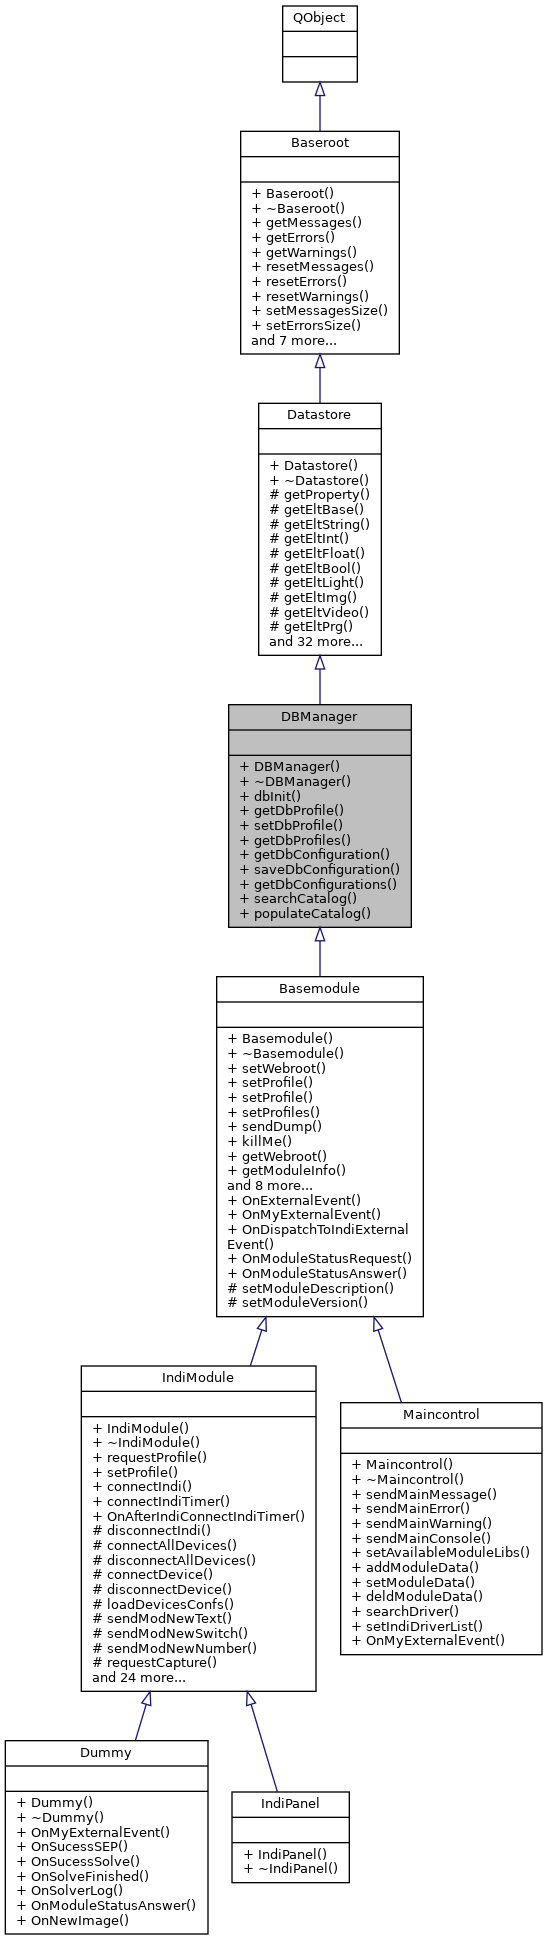 QObject
Baseroot
+ Baseroot()
+ ~Baseroot()
+ getMessages()
+ getErrors()
+ getWarnings()
+ resetMessages()
+ resetErrors()
+ resetWarnings()
+ setMessagesSize()
+ setErrorsSize()
and 7 more...
Datastore
+ Datastore()
+ ~Datastore()
# getProperty()
# getEltBase()
# getEltString()
# getEltInt()
# getEltFloat()
# getEltBool()
# getEltLight()
# getEltImg()
# getEltVideo()
# getEltPrg()
and 32 more...
DBManager
+ DBManager()
+ ~DBManager()
+ dbInit()
+ getDbProfile()
+ setDbProfile()
+ getDbProfiles()
+ getDbConfiguration()
+ saveDbConfiguration()
+ getDbConfigurations()
+ searchCatalog()
+ populateCatalog()
Basemodule
+ Basemodule()
+ ~Basemodule()
+ setWebroot()
+ setProfile()
+ setProfile()
+ setProfiles()
+ sendDump()
+ killMe()
+ getWebroot()
+ getModuleInfo()
and 8 more...
+ OnExternalEvent()
+ OnMyExternalEvent()
+ OnDispatchToIndiExternal
Event()
+ OnModuleStatusRequest()
+ OnModuleStatusAnswer()
# setModuleDescription()
# setModuleVersion()
IndiModule
+ IndiModule()
+ ~IndiModule()
+ requestProfile()
+ setProfile()
+ connectIndi()
+ connectIndiTimer()
+ OnAfterIndiConnectIndiTimer()
# disconnectIndi()
# connectAllDevices()
# disconnectAllDevices()
# connectDevice()
# disconnectDevice()
# loadDevicesConfs()
# sendModNewText()
# sendModNewSwitch()
# sendModNewNumber()
# requestCapture()
and 24 more...
Maincontrol
+ Maincontrol()
+ ~Maincontrol()
+ sendMainMessage()
+ sendMainError()
+ sendMainWarning()
+ sendMainConsole()
+ setAvailableModuleLibs()
+ addModuleData()
+ setModuleData()
+ deldModuleData()
+ searchDriver()
+ setIndiDriverList()
+ OnMyExternalEvent()
Dummy
+ Dummy()
+ ~Dummy()
+ OnMyExternalEvent()
+ OnSucessSEP()
+ OnSucessSolve()
+ OnSolveFinished()
+ OnSolverLog()
+ OnModuleStatusAnswer()
+ OnNewImage()
IndiPanel
+ IndiPanel()
+ ~IndiPanel()